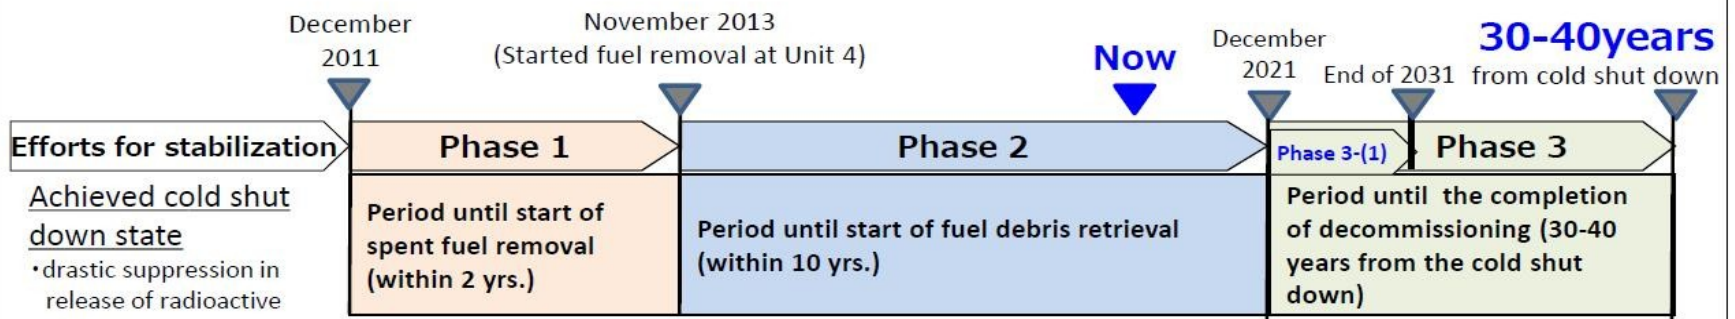 December
2011
November 2013
(Started fuel removal at Unit 4)
Now
December
2021
End of 2031
30-40years
from cold shut down
Efforts for stabilization
Phase 1
Phase 2
Phase 3-(1)
Phase 3
Achieved cold shut
down state
・drastic suppression in
release of radioactive
Period until start of
spent fuel removal
(within 2 yrs.)
Period until start of fuel debris retrieval
(within 10 yrs.)
Period until the completion
of decommissioning (30-40
years from the cold shut
down)